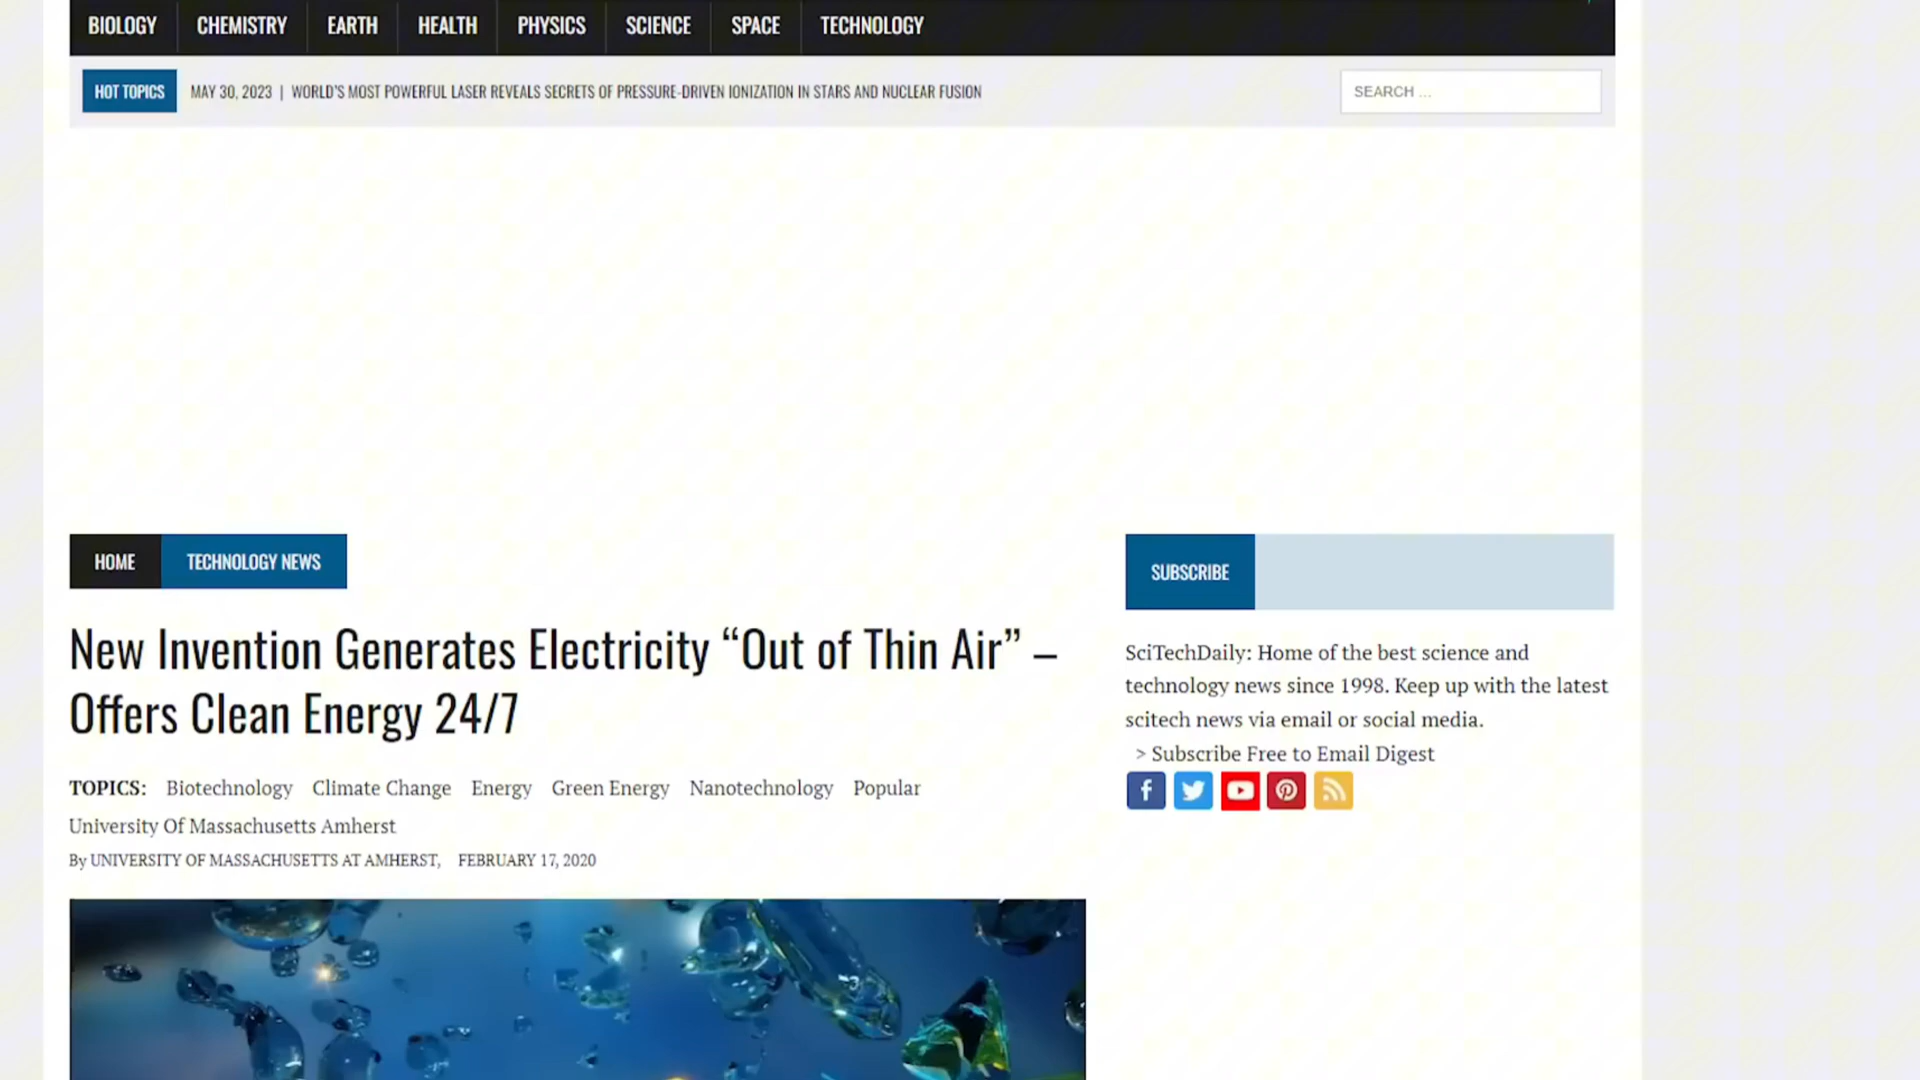 BIOLOGY CHEMISTRY EARTH HEALTH PHYSICS SCIENCE SPACE TECHNOLOGY
HOT TOPICS MAY 30, 2023 | WORLD'S MOST POWERFUL LASER REVEALS SECRETS OF PRESSURE-DRIVEN IONIZATION IN STARS AND NUCLEAR FUSION SEARCH ...
HOME TECHNOLOGY NEWS
New Invention Generates Electricity “Out of Thin Air” –
Offers Clean Energy 24/7
TOPICS: Biotechnology Climate Change Energy Green Energy Nanotechnology Popular
University Of Massachusetts Amherst
By UNIVERSITY OF MASSACHUSETTS AT AMHERST, FEBRUARY 17, 2020
SUBSCRIBE
SciTechDaily: Home of the best science and
technology news since 1998. Keep up with the latest
scitech news via email or social media.
> Subscribe Free to Email Digest